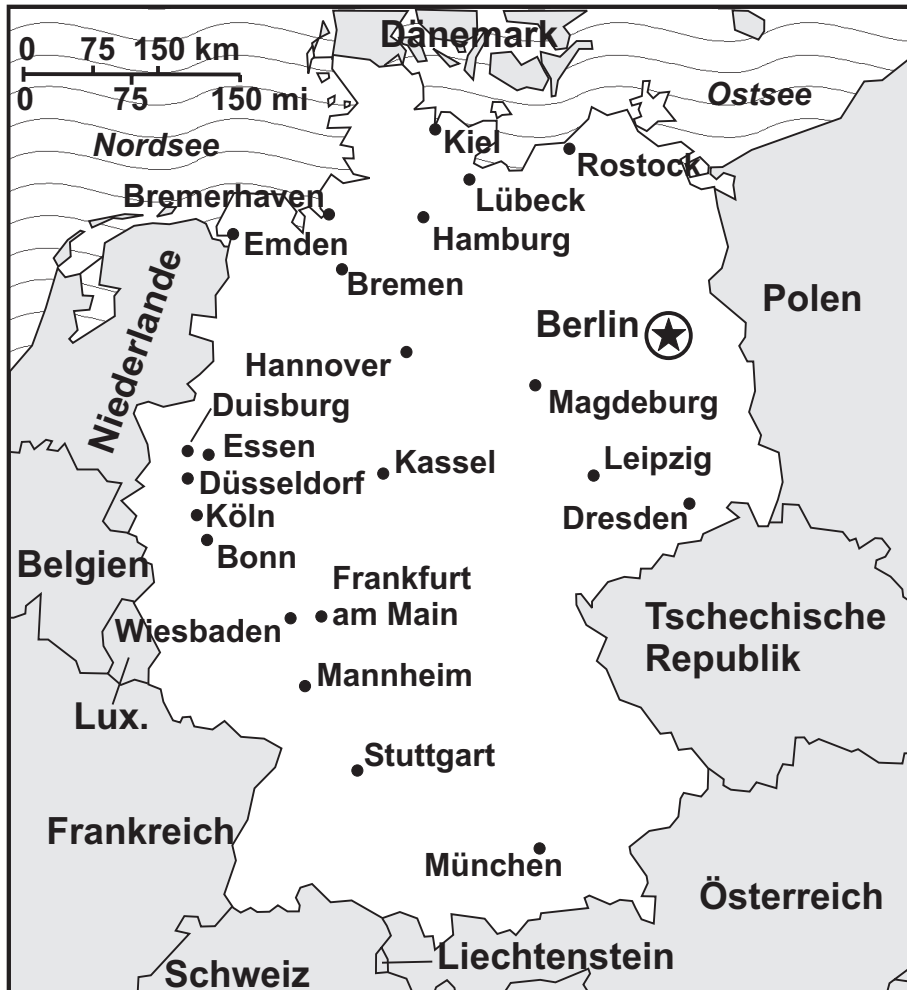 Dänemark
0 75 150 km
0 75 150 mi
Ostsee
Nordsee
Kiel
Rostock
Lübeck
Bremerhaven
Hamburg
Emden
Bremen
Niederlande
Polen
Berlin
Hannover
Duisburg
Magdeburg
Essen
Kassel
Leipzig
Düsseldorf
Köln
Dresden
Bonn
Belgien
Frankfurt
am Main
Wiesbaden
Tschechische
Republik
Mannheim
Lux.
Stuttgart
Frankreich
München
Österreich
Liechtenstein
Schweiz